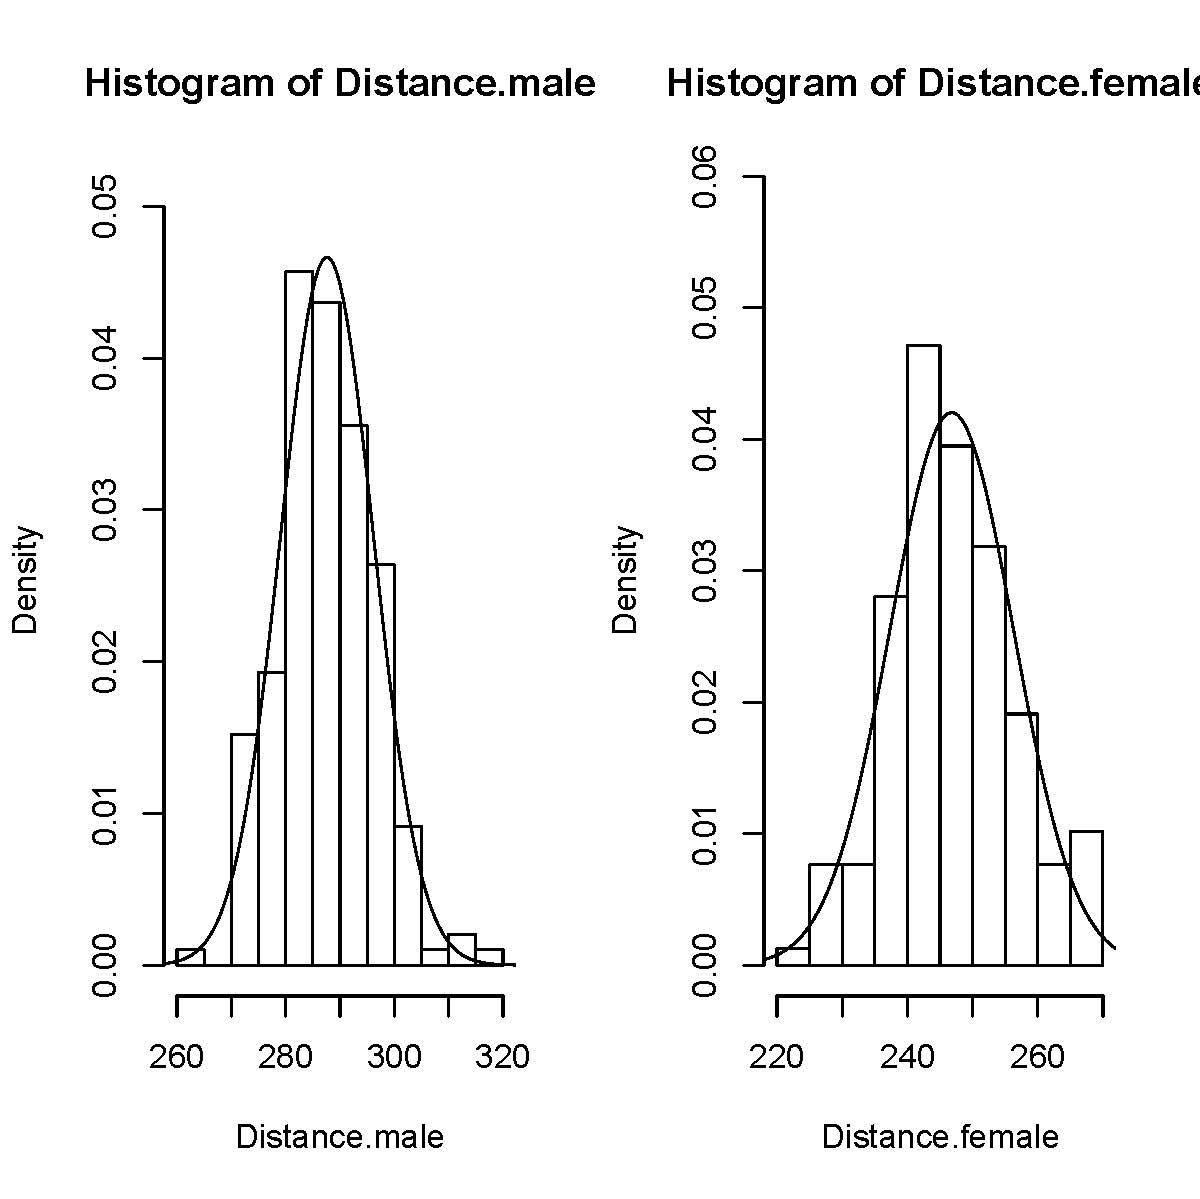 Histogram of Distance.male
Density
0.00 0.01 0.02 0.03 0.04 0.05
260 280 300 320
Distance.male
Histogram of Distance.female
Density
0.00 0.01 0.02 0.03 0.04 0.05 0.06
220 240 260
Distance.female